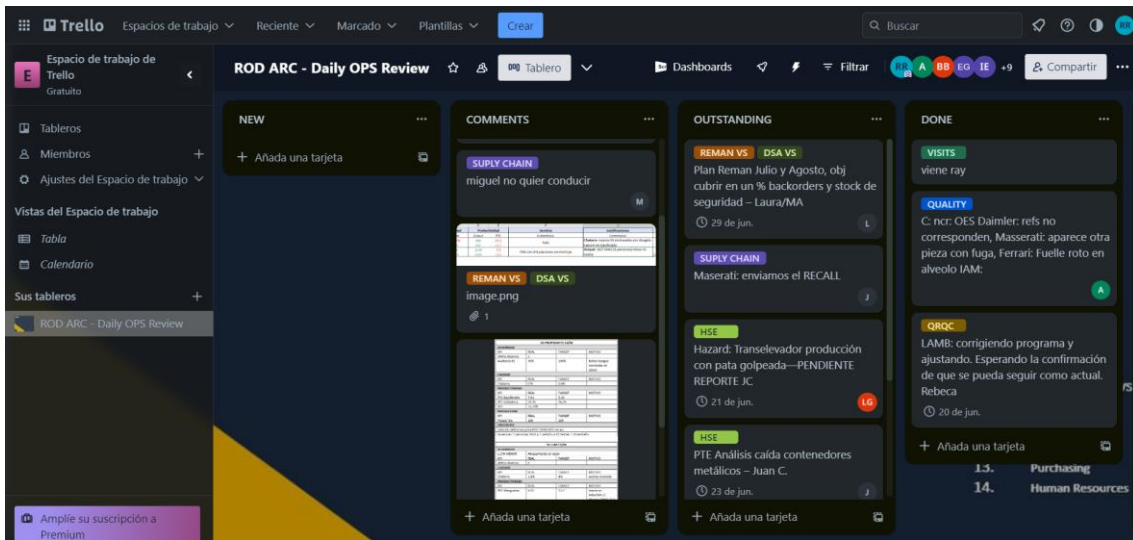 Trello
Espacios de trabajo
Reciente
Marcado
Plantillas
Crear
Buscar
RR
E
Espacio de trabajo de
Trello
Gratuito
Tableros
Miembros
Ajustes del Espacio de trabajo
Vistas del Espacio de trabajo
Tabla
Calendario
Sus tableros
ROD ARC - Daily OPS Review
Amplíe su suscripción a
Premium
ROD ARC - Daily OPS Review
Tablero
Dashboards
Filtrar
RR A BB EG IE +9
Compartir
NEW
+ Añada una tarjeta
COMMENTS
SUPLY CHAIN
miguel no quier conducir
M
REMAN VS DSA VS
image.png
1
+ Añada una tarjeta
OUTSTANDING
REMAN VS DSA VS
Plan Reman Julio y Agosto, obj
cubrir en un % backorders y stock de
seguridad – Laura/MA
29 de jun.
L
SUPLY CHAIN
Maserati: enviamos el RECALL
J
HSE
Hazard: Transelevador producción
con pata golpeada—PENDIENTE
REPORTE JC
21 de jun.
LG
HSE
PTE Análisis caída contenedores
metálicos – Juan C.
23 de jun.
J
+ Añada una tarjeta
DONE
VISITS
viene ray
QUALITY
C: ncr: OES Daimler: refs no
corresponden, Masserati: aparece otra
pieza con fuga, Ferrari: Fuelle roto en
alveolo IAM:
A
QRQC
LAMB: corrigiendo programa y
ajustando. Esperando la confirmación
de que se pueda seguir como actual.
Rebeca
20 de jun.
+ Añada una tarjeta
13. Purchasing
14. Human Resources